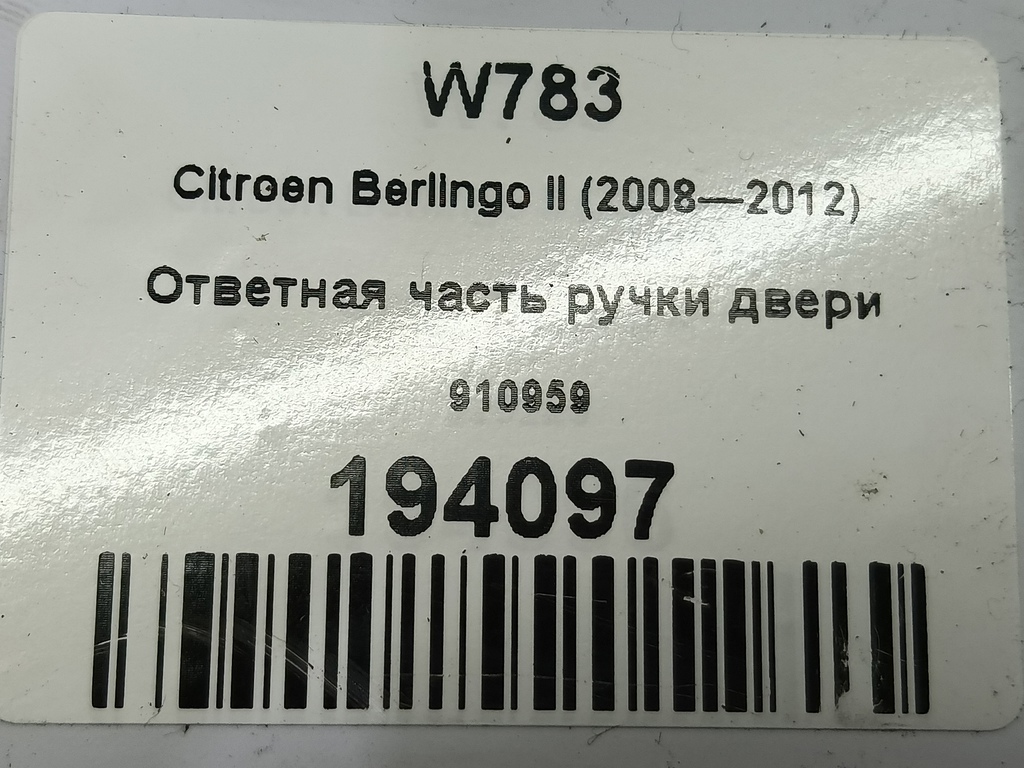 W783
Citroen Berlingo II (2008—2012)
Ответная часть ручки двери
910959
194097